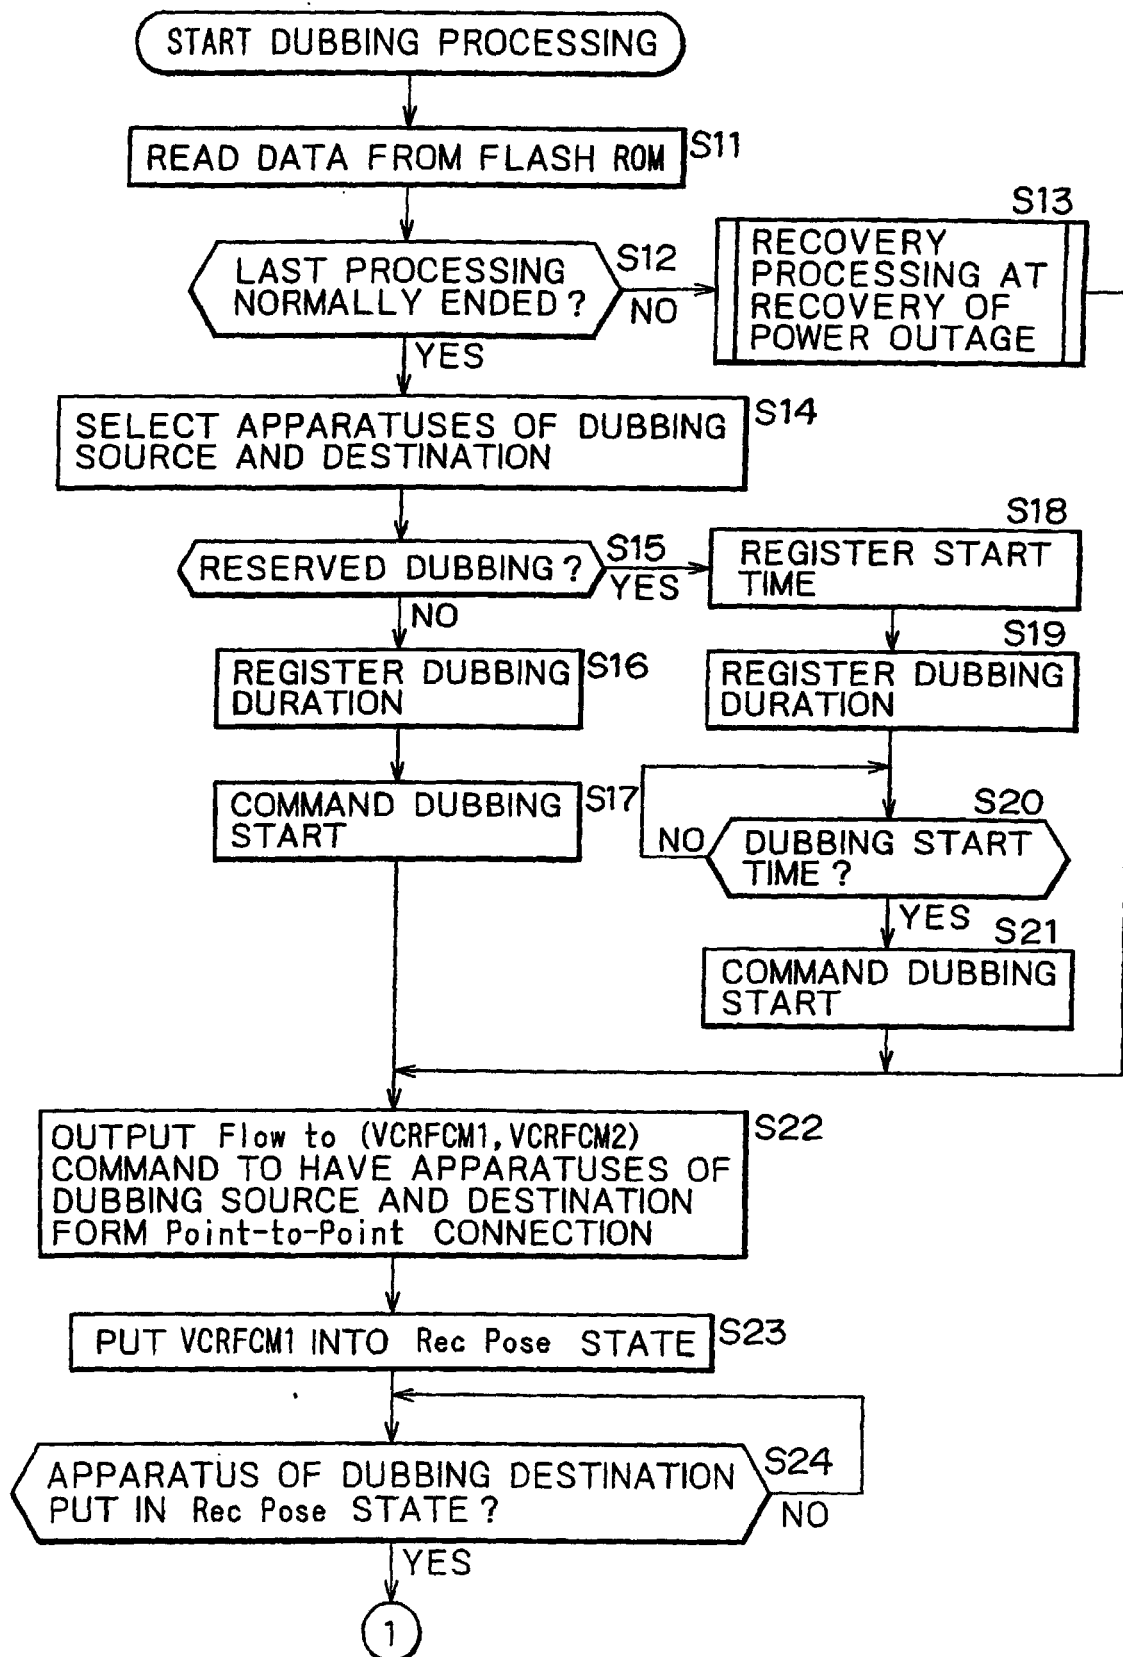 START DUBBING PROCESSING
S11
READ DATA FROM FLASH ROM
S13
S12
LAST PROCESSING
NORMALLY ENDED?
NO
RECOVERY
PROCESSING AT
RECOVERY OF
POWER OUTAGE
YES
S14
SELECT APPARATUSES OF DUBBING
SOURCE AND DESTINATION
S18
S15
RESERVED DUBBING?
YES
REGISTER START
TIME
NO
S19
S16
REGISTER DUBBING
DURATION
REGISTER DUBBING
DURATION
S17
COMMAND DUBBING
START
S20
NO
DUBBING START
TIME?
YES
S21
COMMAND DUBBING
START
S22
OUTPUT Flow to (VCRFCM1, VCRFCM2)
COMMAND TO HAVE APPARATUSES OF
DUBBING SOURCE AND DESTINATION
FORM Point-to-Point CONNECTION
S23
PUT VCRFCM1 INTO Rec Pose STATE
S24
APPARATUS OF DUBBING DESTINATION
PUT IN Rec Pose STATE?
NO
YES
1